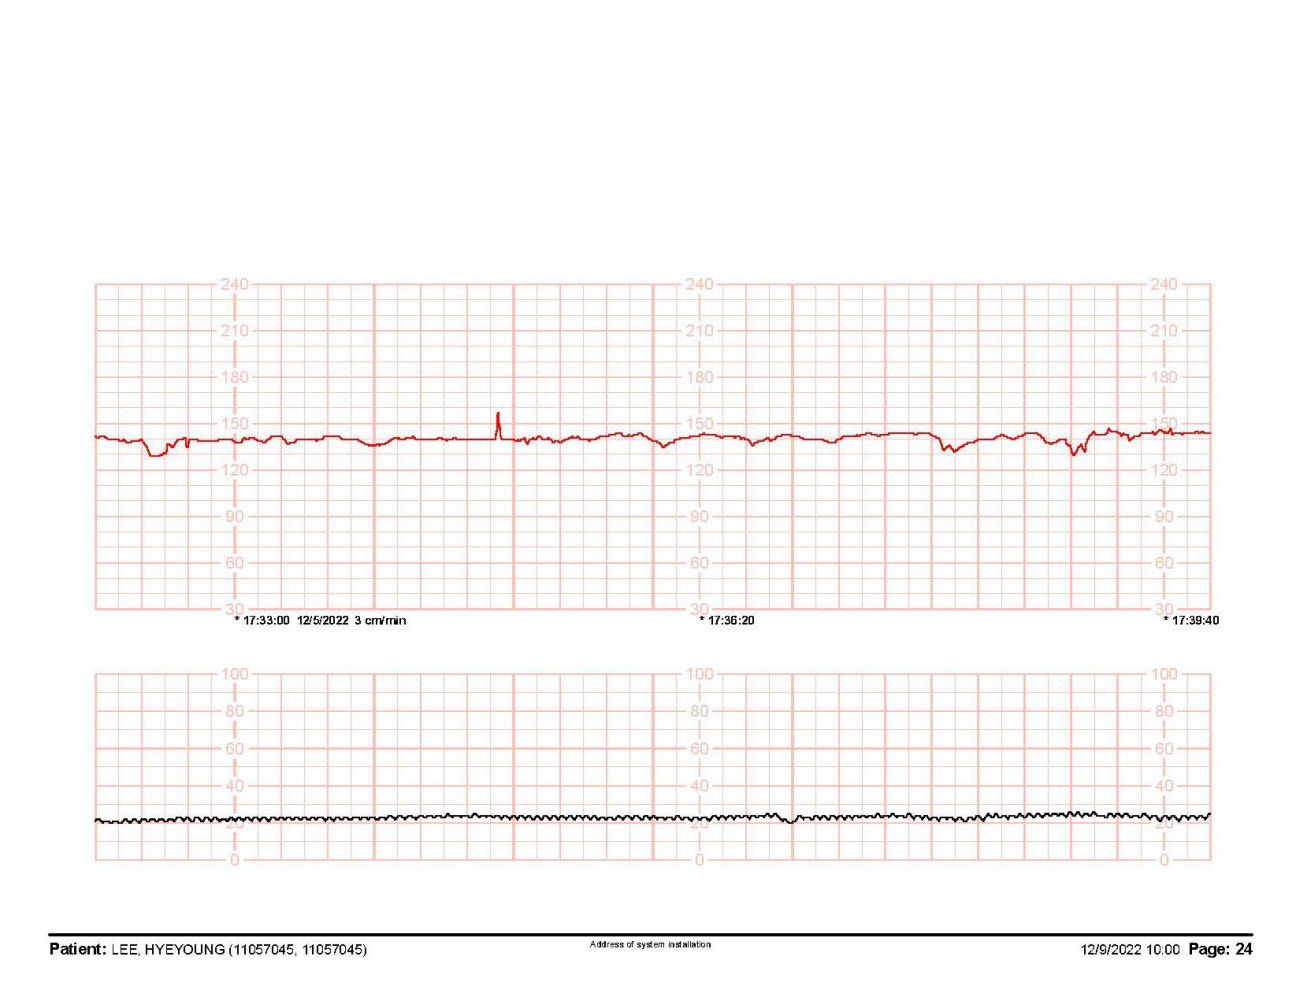 240 240 240
210 210 210
180 180 180
150 150 150
120 120 120
90 90 90
60 60 60
30 30 30
* 17:33:00 12/5/2022 3 cm/min * 17:36:20 * 17:39:40
100 100 100
80 80 80
60 60 60
40 40 40
20 20 20
0 0 0
Patient: LEE, HYEYOUNG (11057045, 11057045) Address of system installation 12/9/2022 10:00 Page: 24